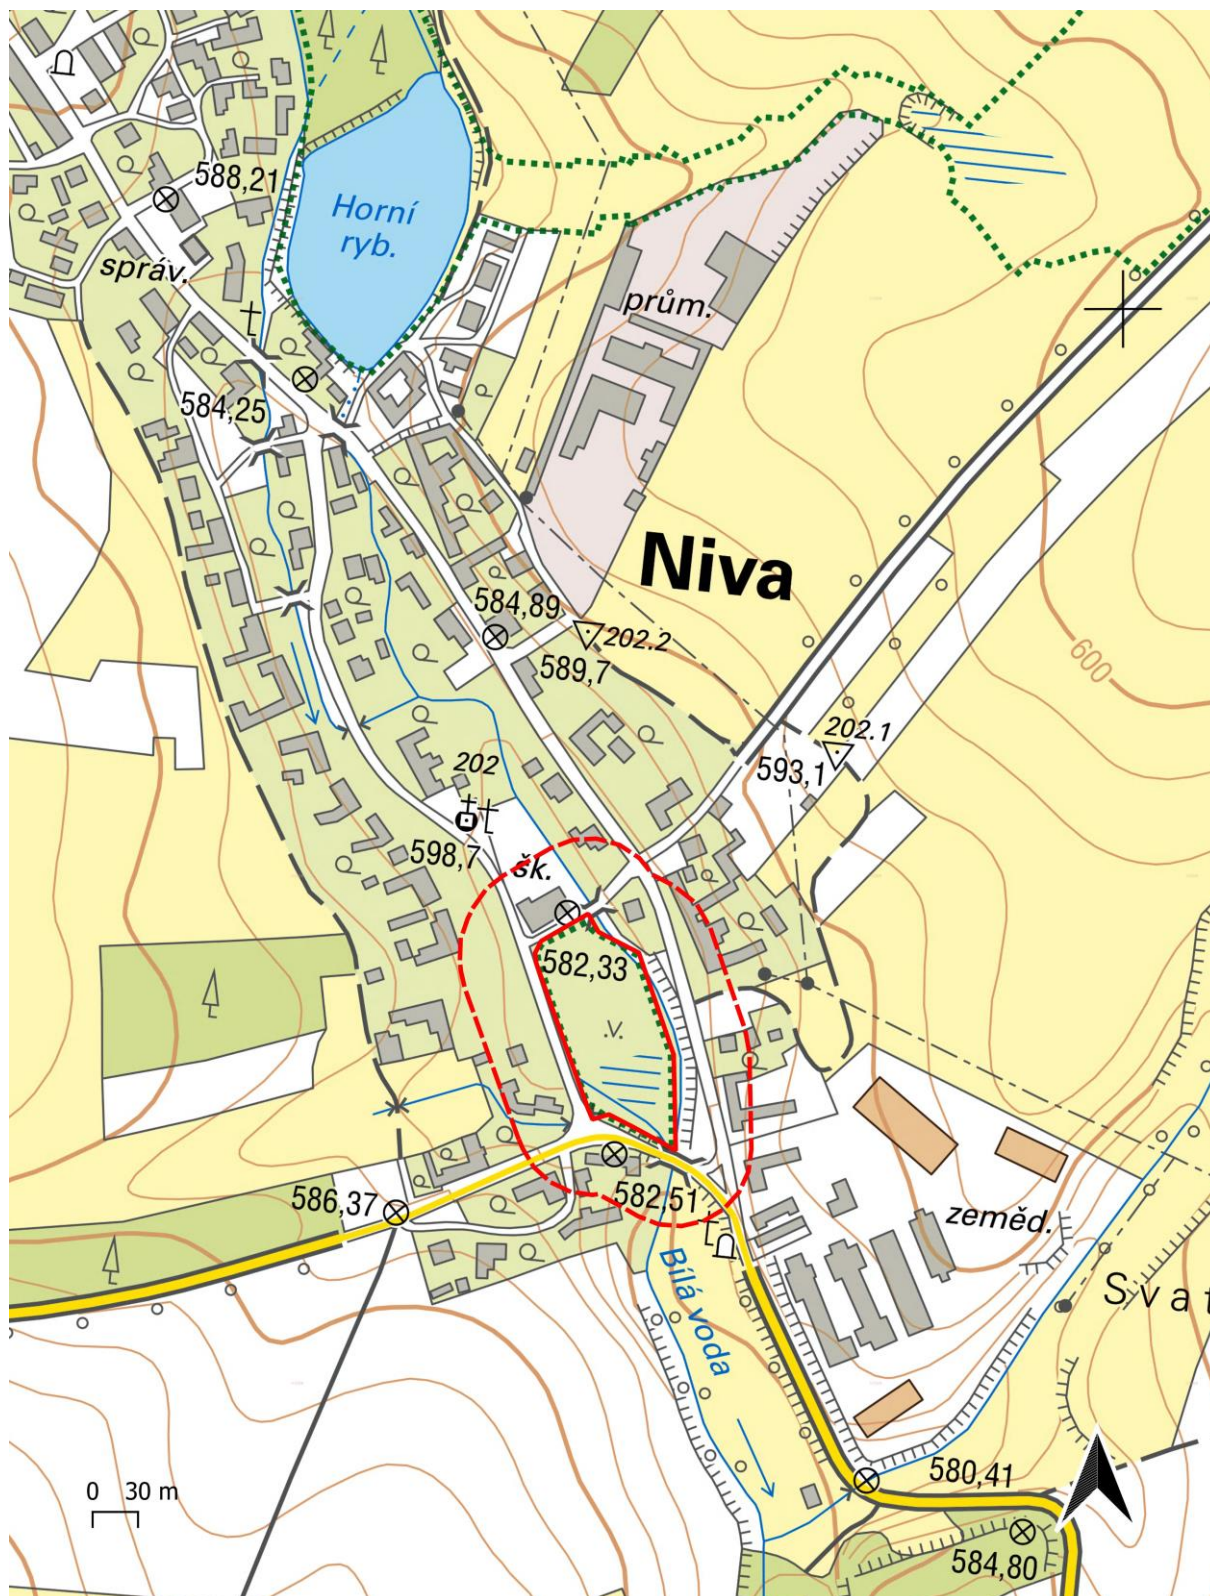 588,21
Horní
ryb.
správ.
prům.
584,25
Niva
584,89
202.2
589,7
600
202.1
593,1
202
598,7
šk.
582,33
.v.
586,37
582,51
zeměd.
Bílá voda
Svat
580,41
0 30 m
584,80